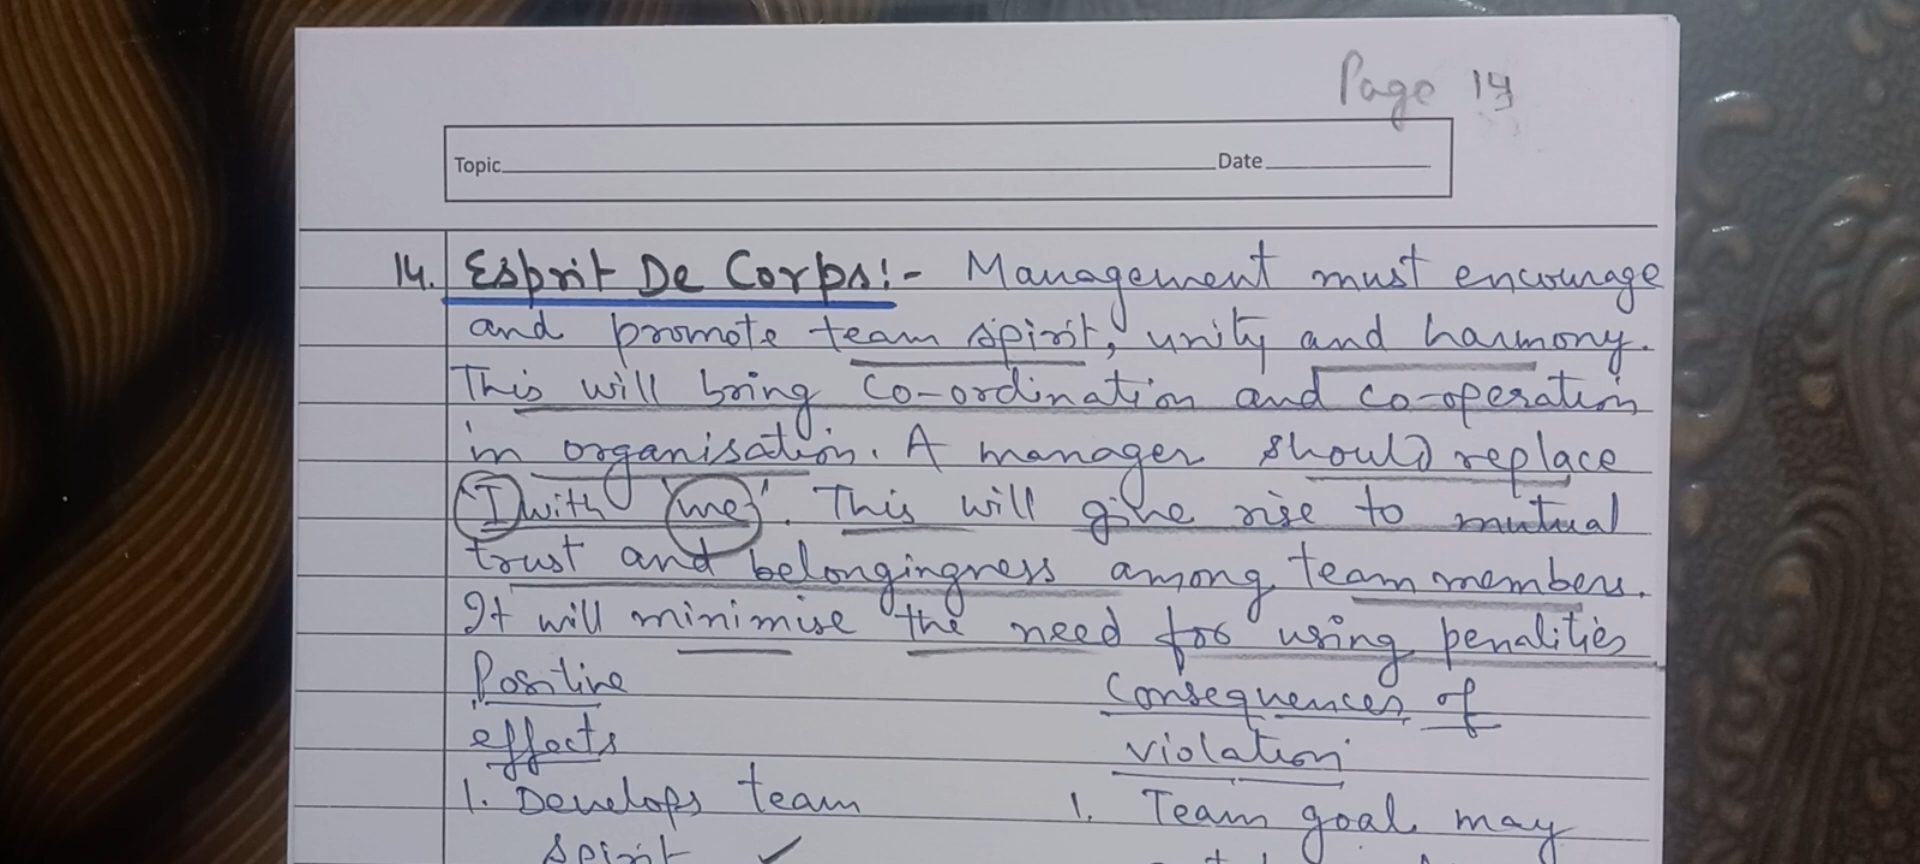 Page 19
Topic Date
14. Esprit De Corps:- Management must encourage
and promote team spirit, unity and harmony.
This will bring co-ordination and co-operation
in organisation. A manager should replace
'I with 'we'. This will give rise to mutual
trust and belongingness among team members.
It will minimise the need for using penalities
Positive Consequences of
effects violation
1. Develops team 1. Team goal may
spirit ✓